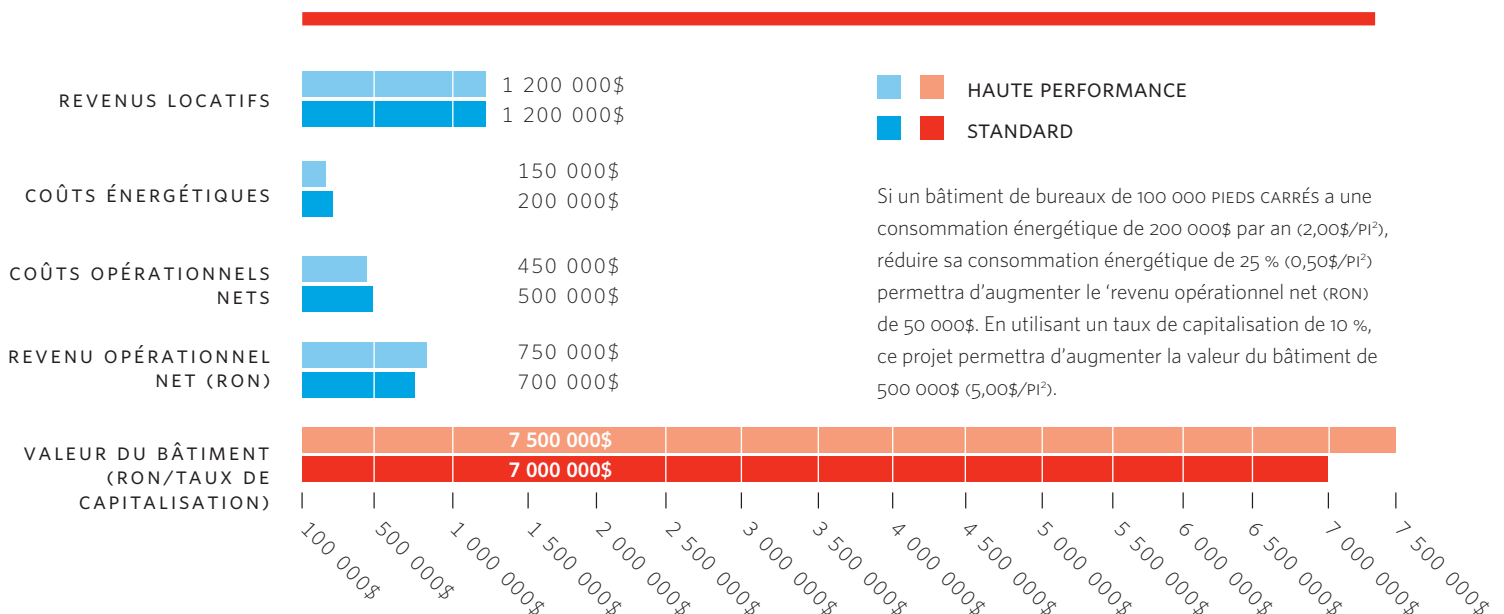 REVENUS LOCATIFS
1 200 000$
1 200 000$
COÛTS ÉNERGÉTIQUES
150 000$
200 000$
COÛTS OPÉRATIONNELS
NETS
450 000$
500 000$
REVENU OPÉRATIONNEL
NET (RON)
750 000$
700 000$
VALEUR DU BÂTIMENT
(RON/TAUX DE
CAPITALISATION)
7 500 000$
7 000 000$
HAUTE PERFORMANCE
STANDARD
Si un bâtiment de bureaux de 100 000 PIEDS CARRÉS a une
consommation énergétique de 200 000$ par an (2,00$/PI²),
réduire sa consommation énergétique de 25 % (0,50$/PI²)
permettra d'augmenter le 'revenu opérationnel net (RON)
de 50 000$. En utilisant un taux de capitalisation de 10 %,
ce projet permettra d'augmenter la valeur du bâtiment de
500 000$ (5,00$/PI²).
100 000$
500 000$
1 000 000$
1 500 000$
2 000 000$
2 500 000$
3 000 000$
3 500 000$
4 000 000$
4 500 000$
5 000 000$
5 500 000$
6 000 000$
6 500 000$
7 000 000$
7 500 000$